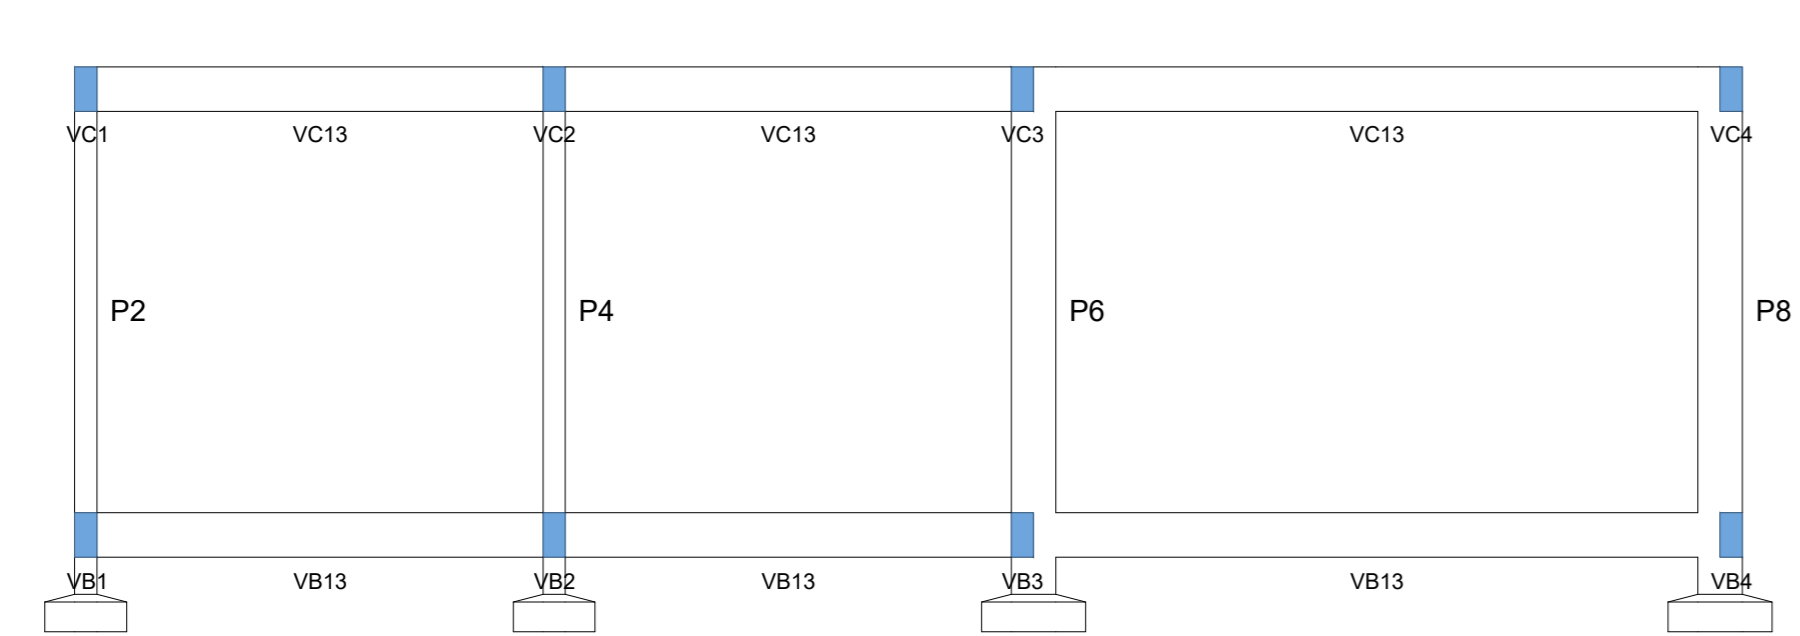 VC1 VC13 VC2 VC13 VC3 VC13 VC4
P2 P4 P6 P8
VB1 VB13 VB2 VB13 VB3 VB13 VB4